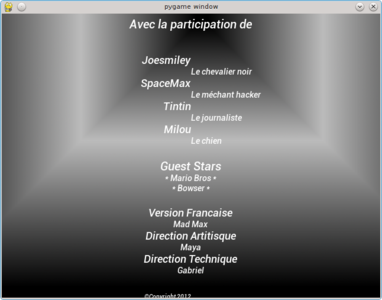 pygame window
Avec la participation de
Joesmiley
Le chevalier noir
SpaceMax
Le méchant hacker
Tintin
Le journaliste
Milou
Le chien
Guest Stars
• Mario Bros •
• Bowser •
Version Francaise
Mad Max
Direction Artitisque
Maya
Direction Technique
Gabriel
©Copyright 2012